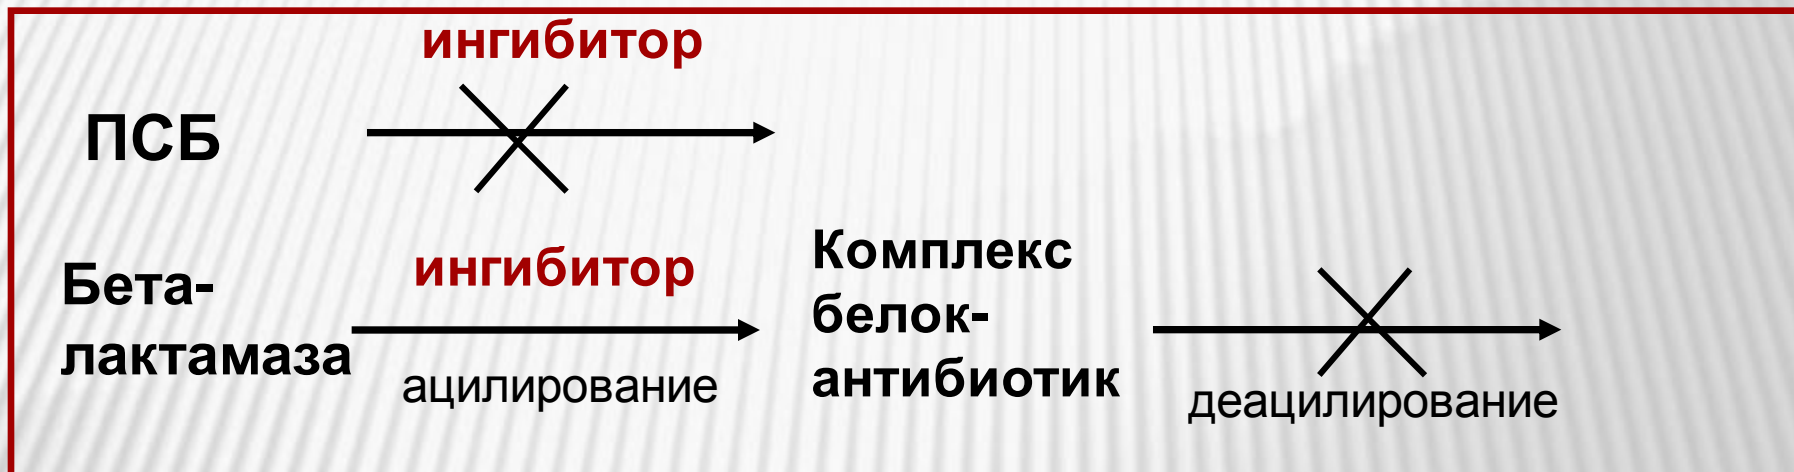 ингибитор
ПСБ
Бета-
лактамаза
ингибитор
ацилирование
Комплекс
белок-
антибиотик
деацилирование